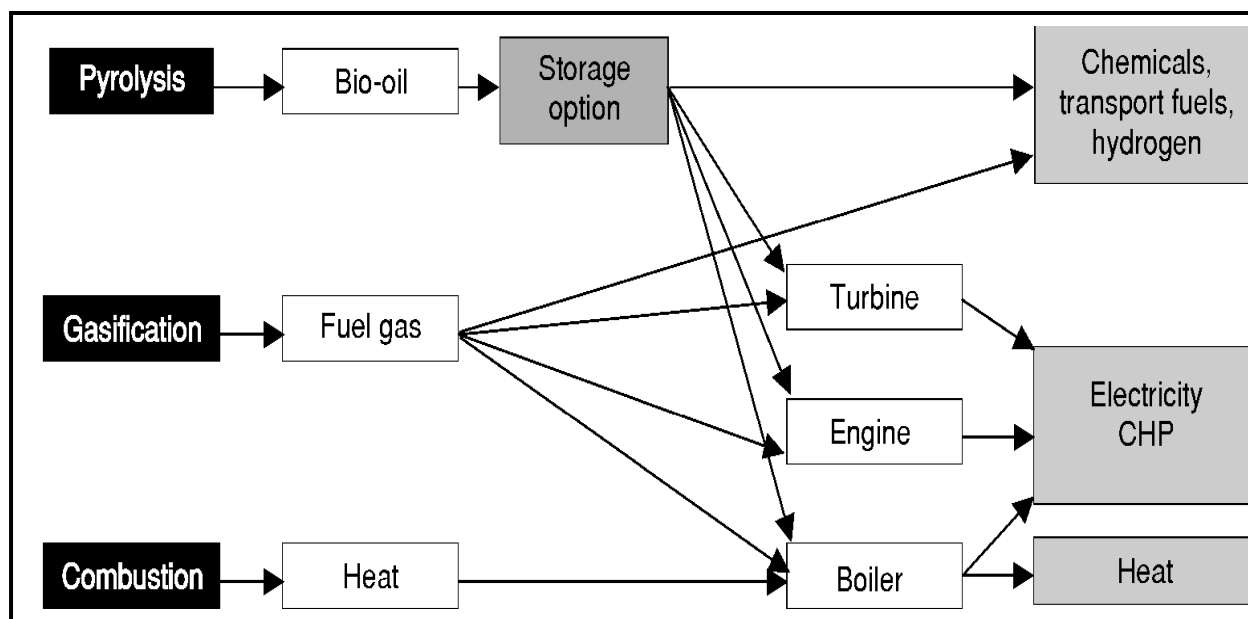 Pyrolysis
Bio-oil
Storage
option
Chemicals,
transport fuels,
hydrogen
Gasification
Fuel gas
Turbine
Engine
Electricity
CHP
Combustion
Heat
Boiler
Heat